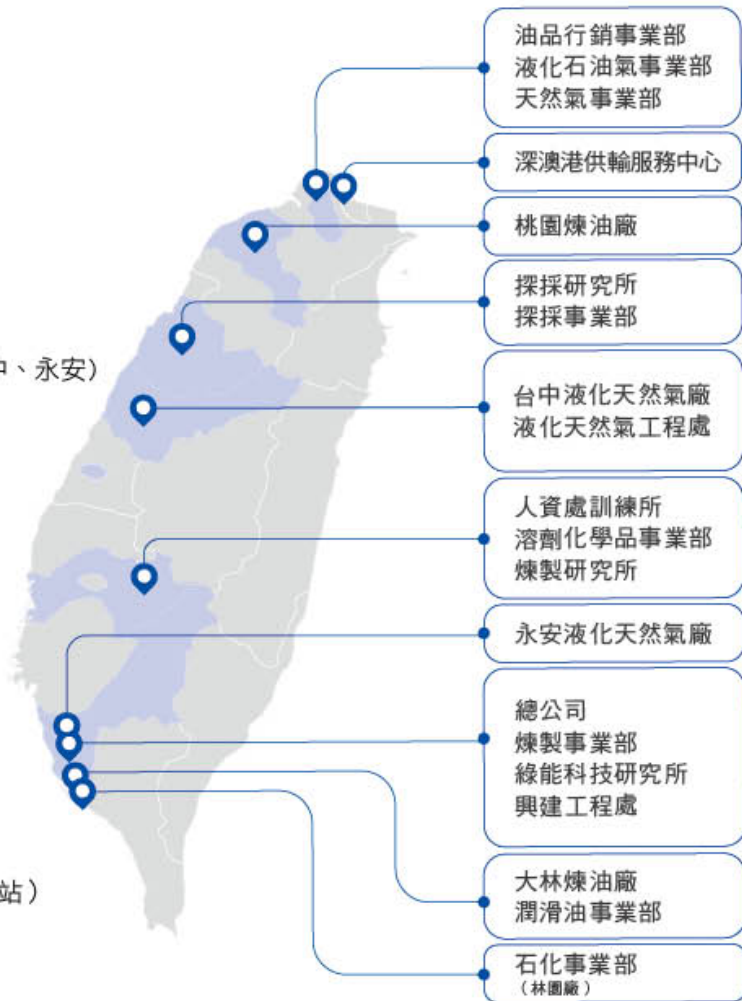 油品行銷事業部
液化石油氣事業部
天然氣事業部
深澳港供輸服務中心
桃園煉油廠
探採研究所
探採事業部
、永安）
台中液化天然氣廠
液化天然氣工程處
人資處訓練所
溶劑化學品事業部
煉製研究所
永安液化天然氣廠
總公司
煉製事業部
綠能科技研究所
興建工程處
大林煉油廠
潤滑油事業部
站）
石化事業部
（林園廠）